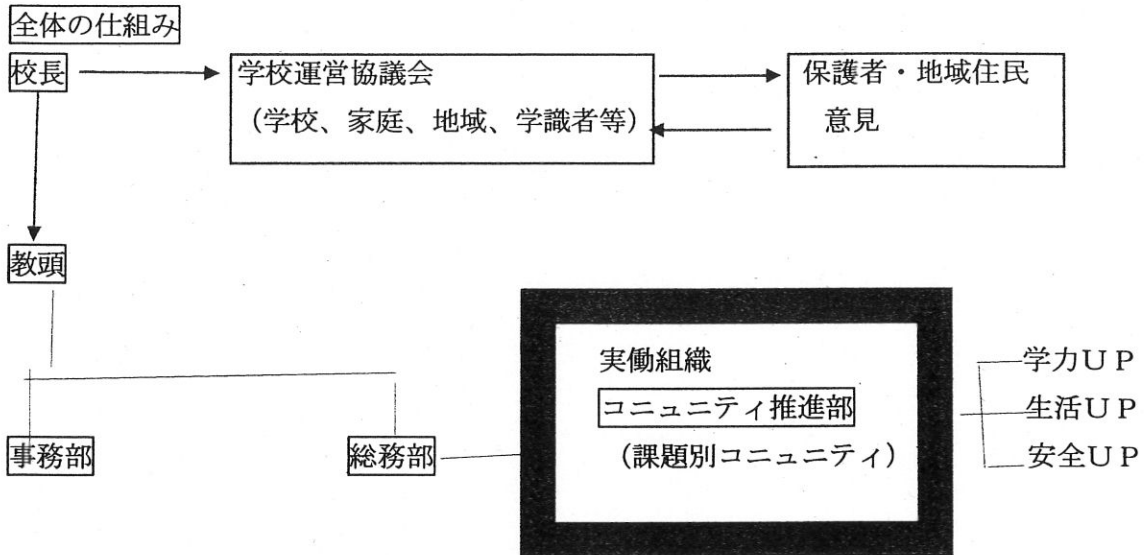 全体の仕組み
校長
学校運営協議会
（学校、家庭、地域、学識者等）
保護者・地域住民
意見
教頭
実働組織
コニュニティ推進部
（課題別コニュニティ）
学力ＵＰ
生活ＵＰ
安全ＵＰ
事務部
総務部